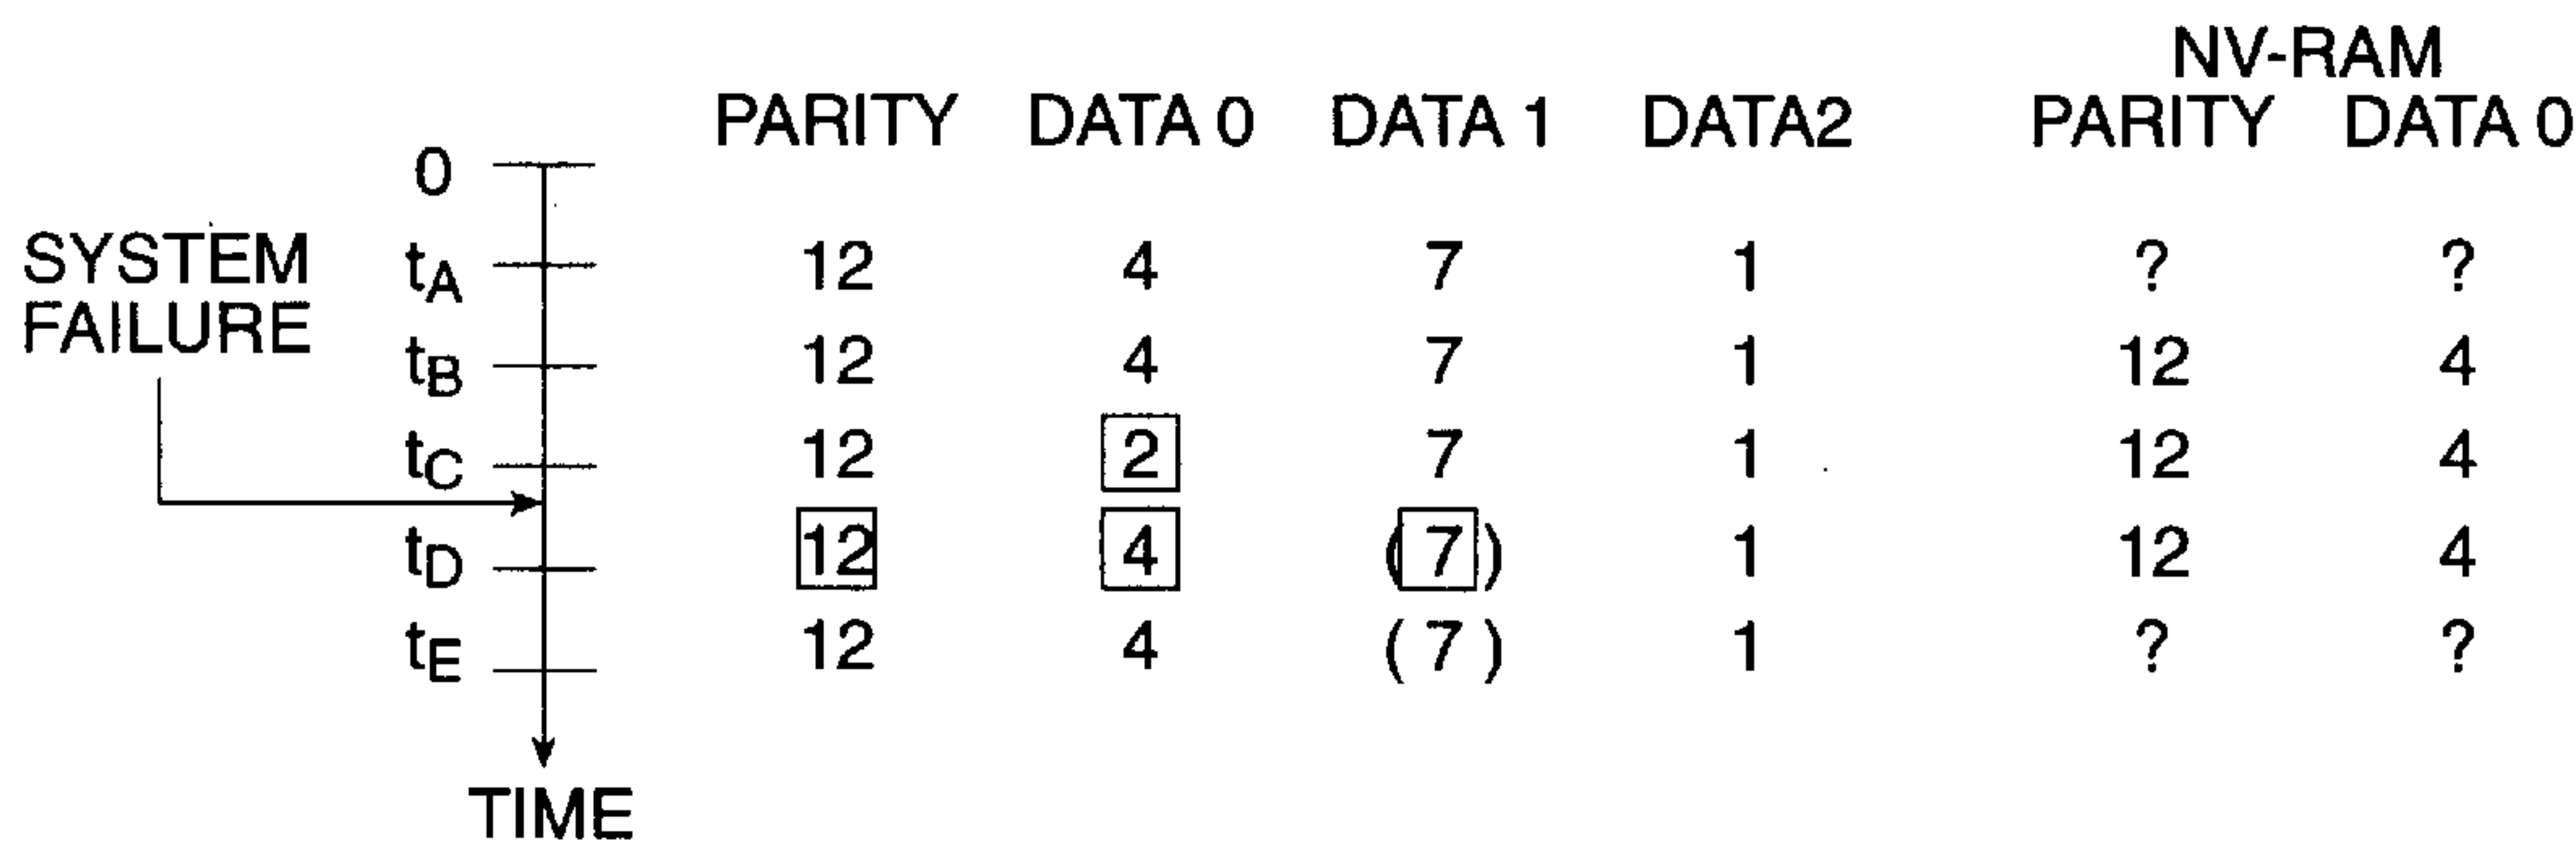 NV-RAM
PARITY DATA 0 DATA 1 DATA2 PARITY DATA 0
0
SYSTEM FAILURE
tA 12 4 7 1 ? ?
tB 12 4 7 1 12 4
tC 12 2 7 1 12 4
tD 12 4 (7) 1 12 4
tE 12 4 (7) 1 ? ?
TIME